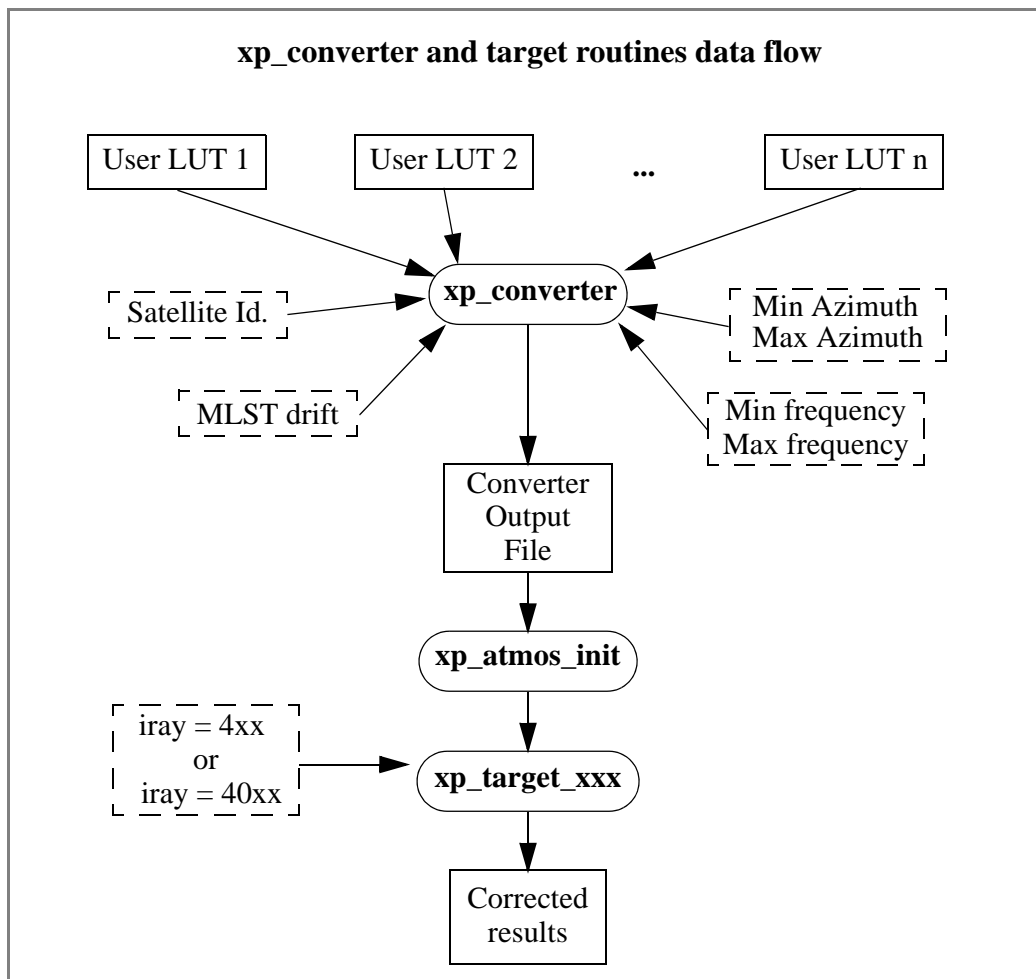 xp_converter and target routines data flow
User LUT 1
User LUT 2
...
User LUT n
xp_converter
Satellite Id.
Min Azimuth
Max Azimuth
MLST drift
Min frequency
Max frequency
Converter
Output
File
xp_atmos_init
iray = 4xx
or
iray = 40xx
xp_target_xxx
Corrected
results